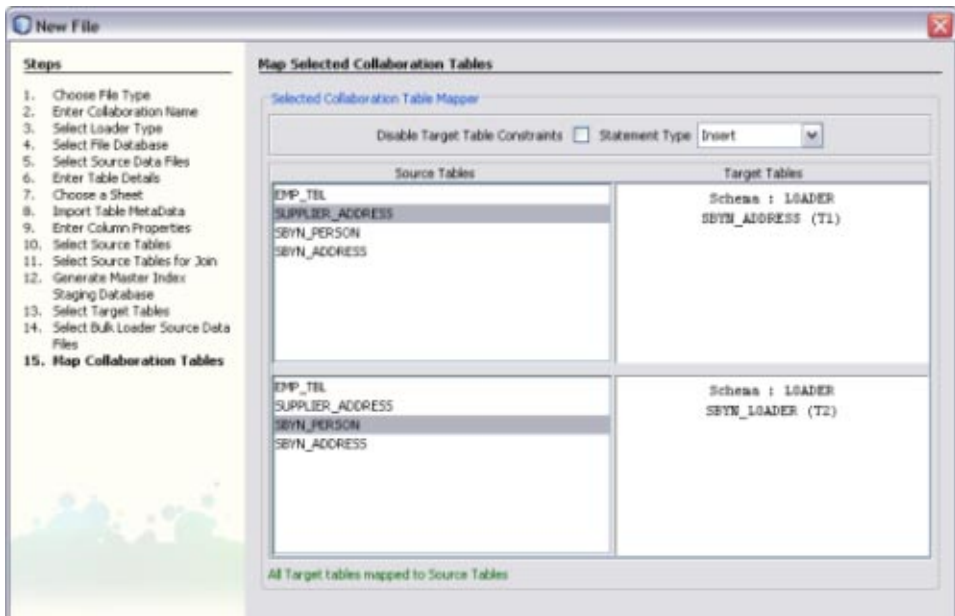 New File
Steps
1. Choose File Type
2. Enter Collaboration Name
3. Select Loader Type
4. Select File Database
5. Select Source Data Files
6. Enter Table Details
7. Choose a Sheet
8. Import Table MetaData
9. Enter Column Properties
10. Select Source Tables
11. Select Source Tables for Join
12. Generate Master Index
Staging Database
13. Select Target Tables
14. Select Bulk Loader Source Data
Files
15. Map Collaboration Tables
Map Selected Collaboration Tables
Selected Collaboration Table Mapper
Disable Target Table Constraints Statement Type Insert
Source Tables
Target Tables
EMP_TBL
SUPPLIER_ADDRESS
SBYN_PERSON
SBYN_ADDRESS
Schema : LOADER
SBYN_ADDRESS (T1)
EMP_TBL
SUPPLIER_ADDRESS
SBYN_PERSON
SBYN_ADDRESS
Schema : LOADER
SBYN_LOADER (T2)
All Target tables mapped to Source Tables